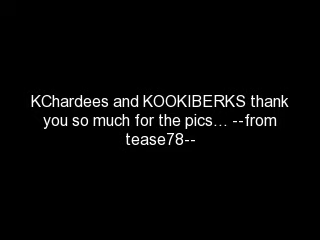 KChardees and KOOKIBERKS thank
you so much for the pics... --from
tease78--